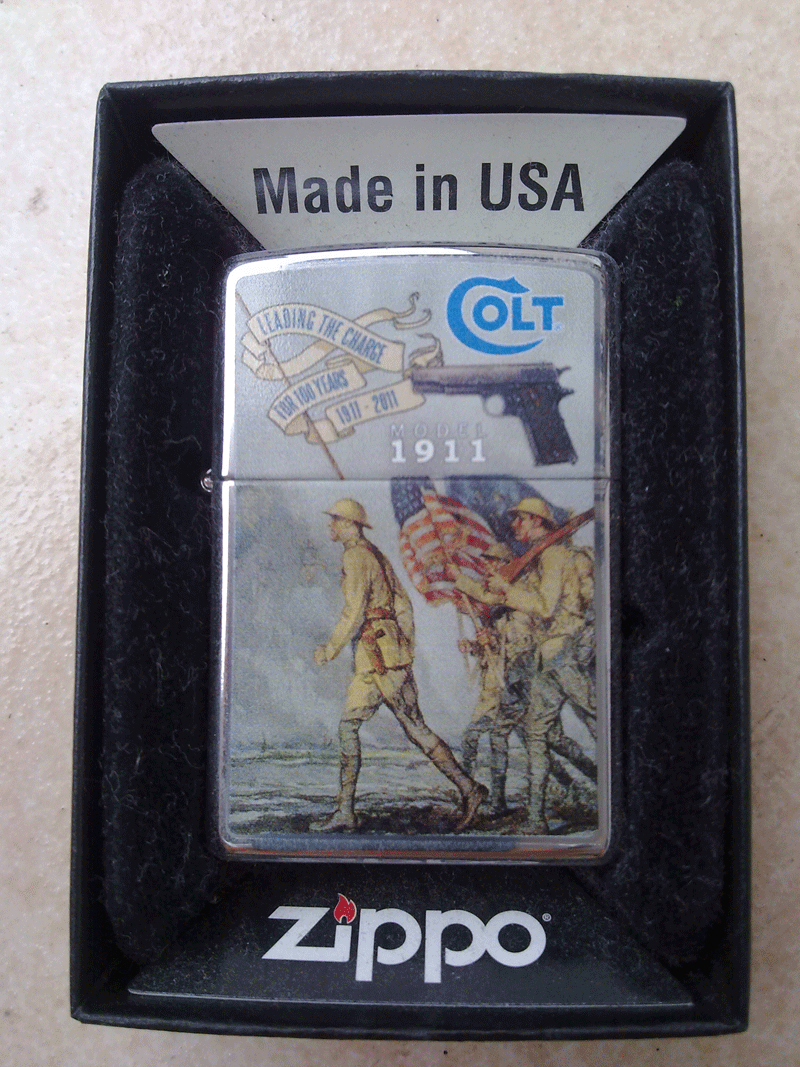 Made in USA
COLT
LEADING THE CHARGE
FOR 100 YEARS
1911 - 2011
MODEL
1911
Zippo®